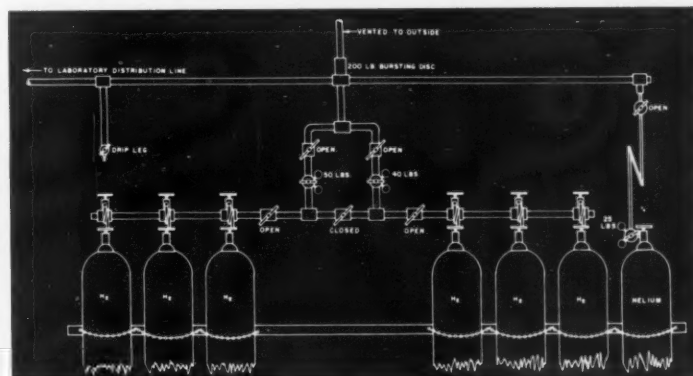 VENTED TO OUTSIDE
TO LABORATORY DISTRIBUTION LINE
200 LB. BURSTING DISC
OPEN
DRIP LEG
OPEN.
OPEN
50 LBS.
40 LBS.
OPEN
CLOSED
OPEN
25
LBS.
H₂
H₂
H₂
H₂
H₂
H₂
HELIUM